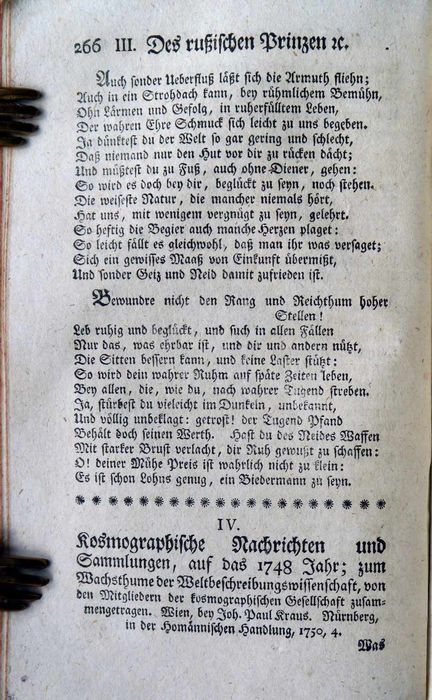 266 III. Des rußischen Prinzen ꝛc.
Auch sonder Ueberfluß läßt sich die Armuth fliehn;
Auch in ein Strohdach kann, bey rühmlichem Bemühn,
Ohn Lärmen und Gefolg, in ruherfülltem Leben,
Der wahren Ehre Schmuck sich leicht zu uns begeben.
Ja dünktest du der Welt so gar gering und schlecht,
Daß niemand nur den Hut vor dir zu rücken dächt;
Und müßtest du zu Fuß, auch ohne Diener, gehen:
So wird es doch bey dir, beglückt zu seyn, noch stehen.
Die weiseste Natur, die mancher niemals hört,
Hat uns, mit wenigem vergnügt zu seyn, gelehrt.
So heftig die Begier auch manche Herzen plaget:
So leicht fällt es gleichwohl, daß man ihr was versaget;
Sich ein gewisses Maaß von Einkunft übermißt,
Und sonder Geiz und Neid damit zufrieden ist.
Bewundre nicht den Rang und Reichthum hoher
Stellen!
Leb ruhig und beglückt, und such in allen Fällen
Nur das, was ehrbar ist, und dir und andern nützt,
Die Sitten bessern kann, und keine Laster stützt:
So wird dein wahrer Ruhm auf späte Zeiten leben,
Bey allen, die, wie du, nach wahrer Tugend streben.
Ja, stürbest du vieleicht im Dunkeln, unbekannt,
Und völlig unbeklagt: getrost! der Tugend Pfand
Behält doch seinen Werth. Hast du des Neides Waffen
Mit starker Brust verlacht, dir Ruh gewußt zu schaffen:
O! deiner Mühe Preis ist wahrlich nicht zu klein:
Es ist schon Lohns genug, ein Biedermann zu seyn.
IV.
Kosmographische Nachrichten und
Sammlungen, auf das 1748 Jahr; zum
Wachsthume der Weltbeschreibungswissenschaft, von
den Mitgliedern der kosmographischen Gesellschaft zusam-
mengetragen. Wien, bey Joh. Paul Kraus. Nürnberg,
in der Homännischen Handlung, 1750, 4.
Was